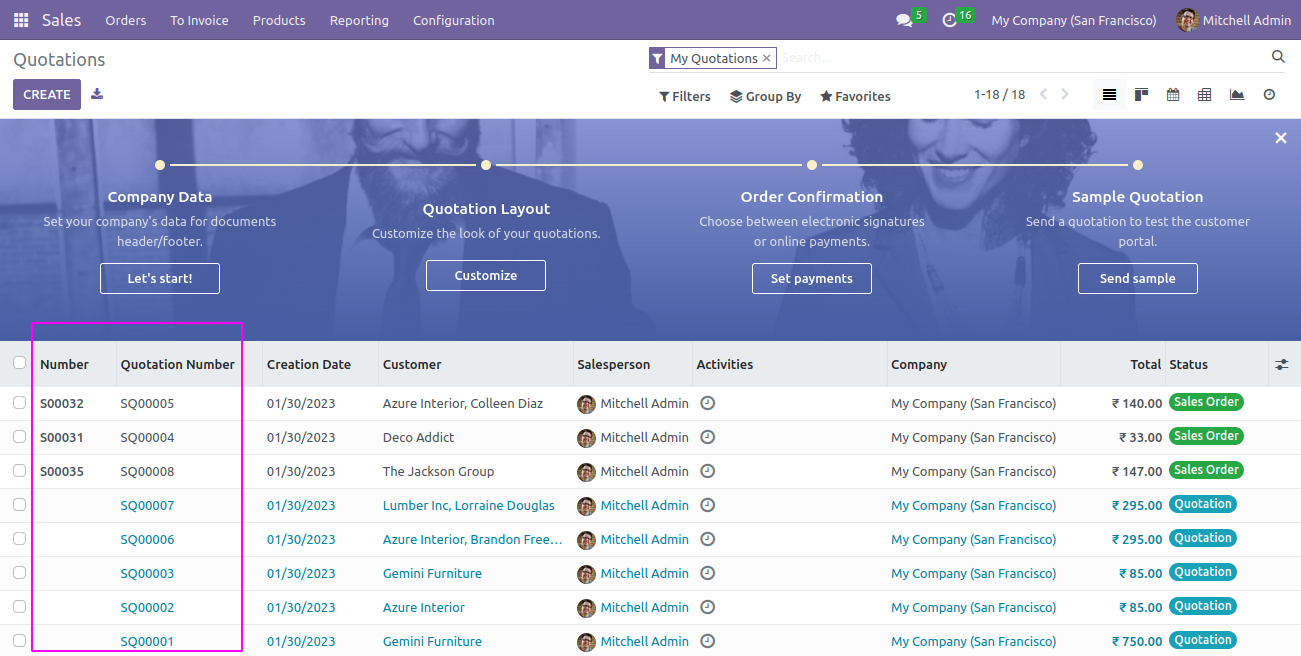 Sales Orders To Invoice Products Reporting Configuration 5 16 My Company (San Francisco) Mitchell Admin
Quotations
My Quotations × Search...
CREATE
Filters Group By Favorites 1-18 / 18
Company Data
Set your company's data for documents
header/footer.
Let's start!
Quotation Layout
Customize the look of your quotations.
Customize
Order Confirmation
Choose between electronic signatures
or online payments.
Set payments
Sample Quotation
Send a quotation to test the customer
portal.
Send sample
Number Quotation Number Creation Date Customer Salesperson Activities Company Total Status
S00032 SQ00005 01/30/2023 Azure Interior, Colleen Diaz Mitchell Admin My Company (San Francisco) ₹ 140.00 Sales Order
S00031 SQ00004 01/30/2023 Deco Addict Mitchell Admin My Company (San Francisco) ₹ 33.00 Sales Order
S00035 SQ00008 01/30/2023 The Jackson Group Mitchell Admin My Company (San Francisco) ₹ 147.00 Sales Order
SQ00007 01/30/2023 Lumber Inc, Lorraine Douglas Mitchell Admin My Company (San Francisco) ₹ 295.00 Quotation
SQ00006 01/30/2023 Azure Interior, Brandon Free... Mitchell Admin My Company (San Francisco) ₹ 295.00 Quotation
SQ00003 01/30/2023 Gemini Furniture Mitchell Admin My Company (San Francisco) ₹ 85.00 Quotation
SQ00002 01/30/2023 Azure Interior Mitchell Admin My Company (San Francisco) ₹ 85.00 Quotation
SQ00001 01/30/2023 Gemini Furniture Mitchell Admin My Company (San Francisco) ₹ 750.00 Quotation